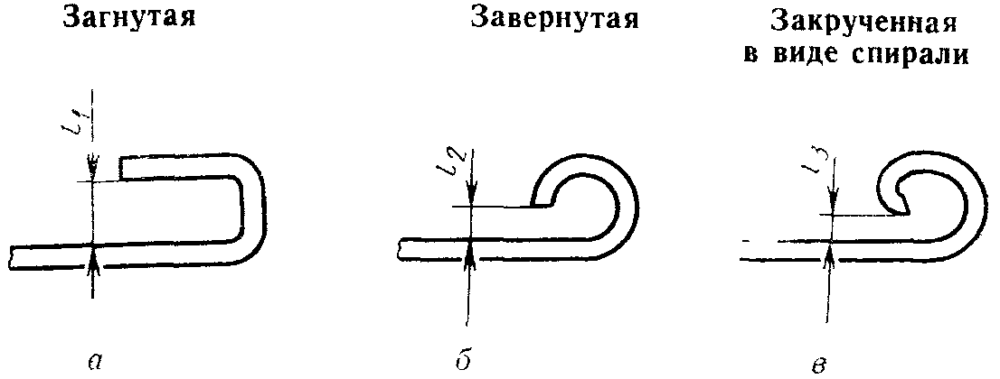 Загнутая
Завернутая
Закрученная
в виде спирали
l1
l2
l3
а
б
в